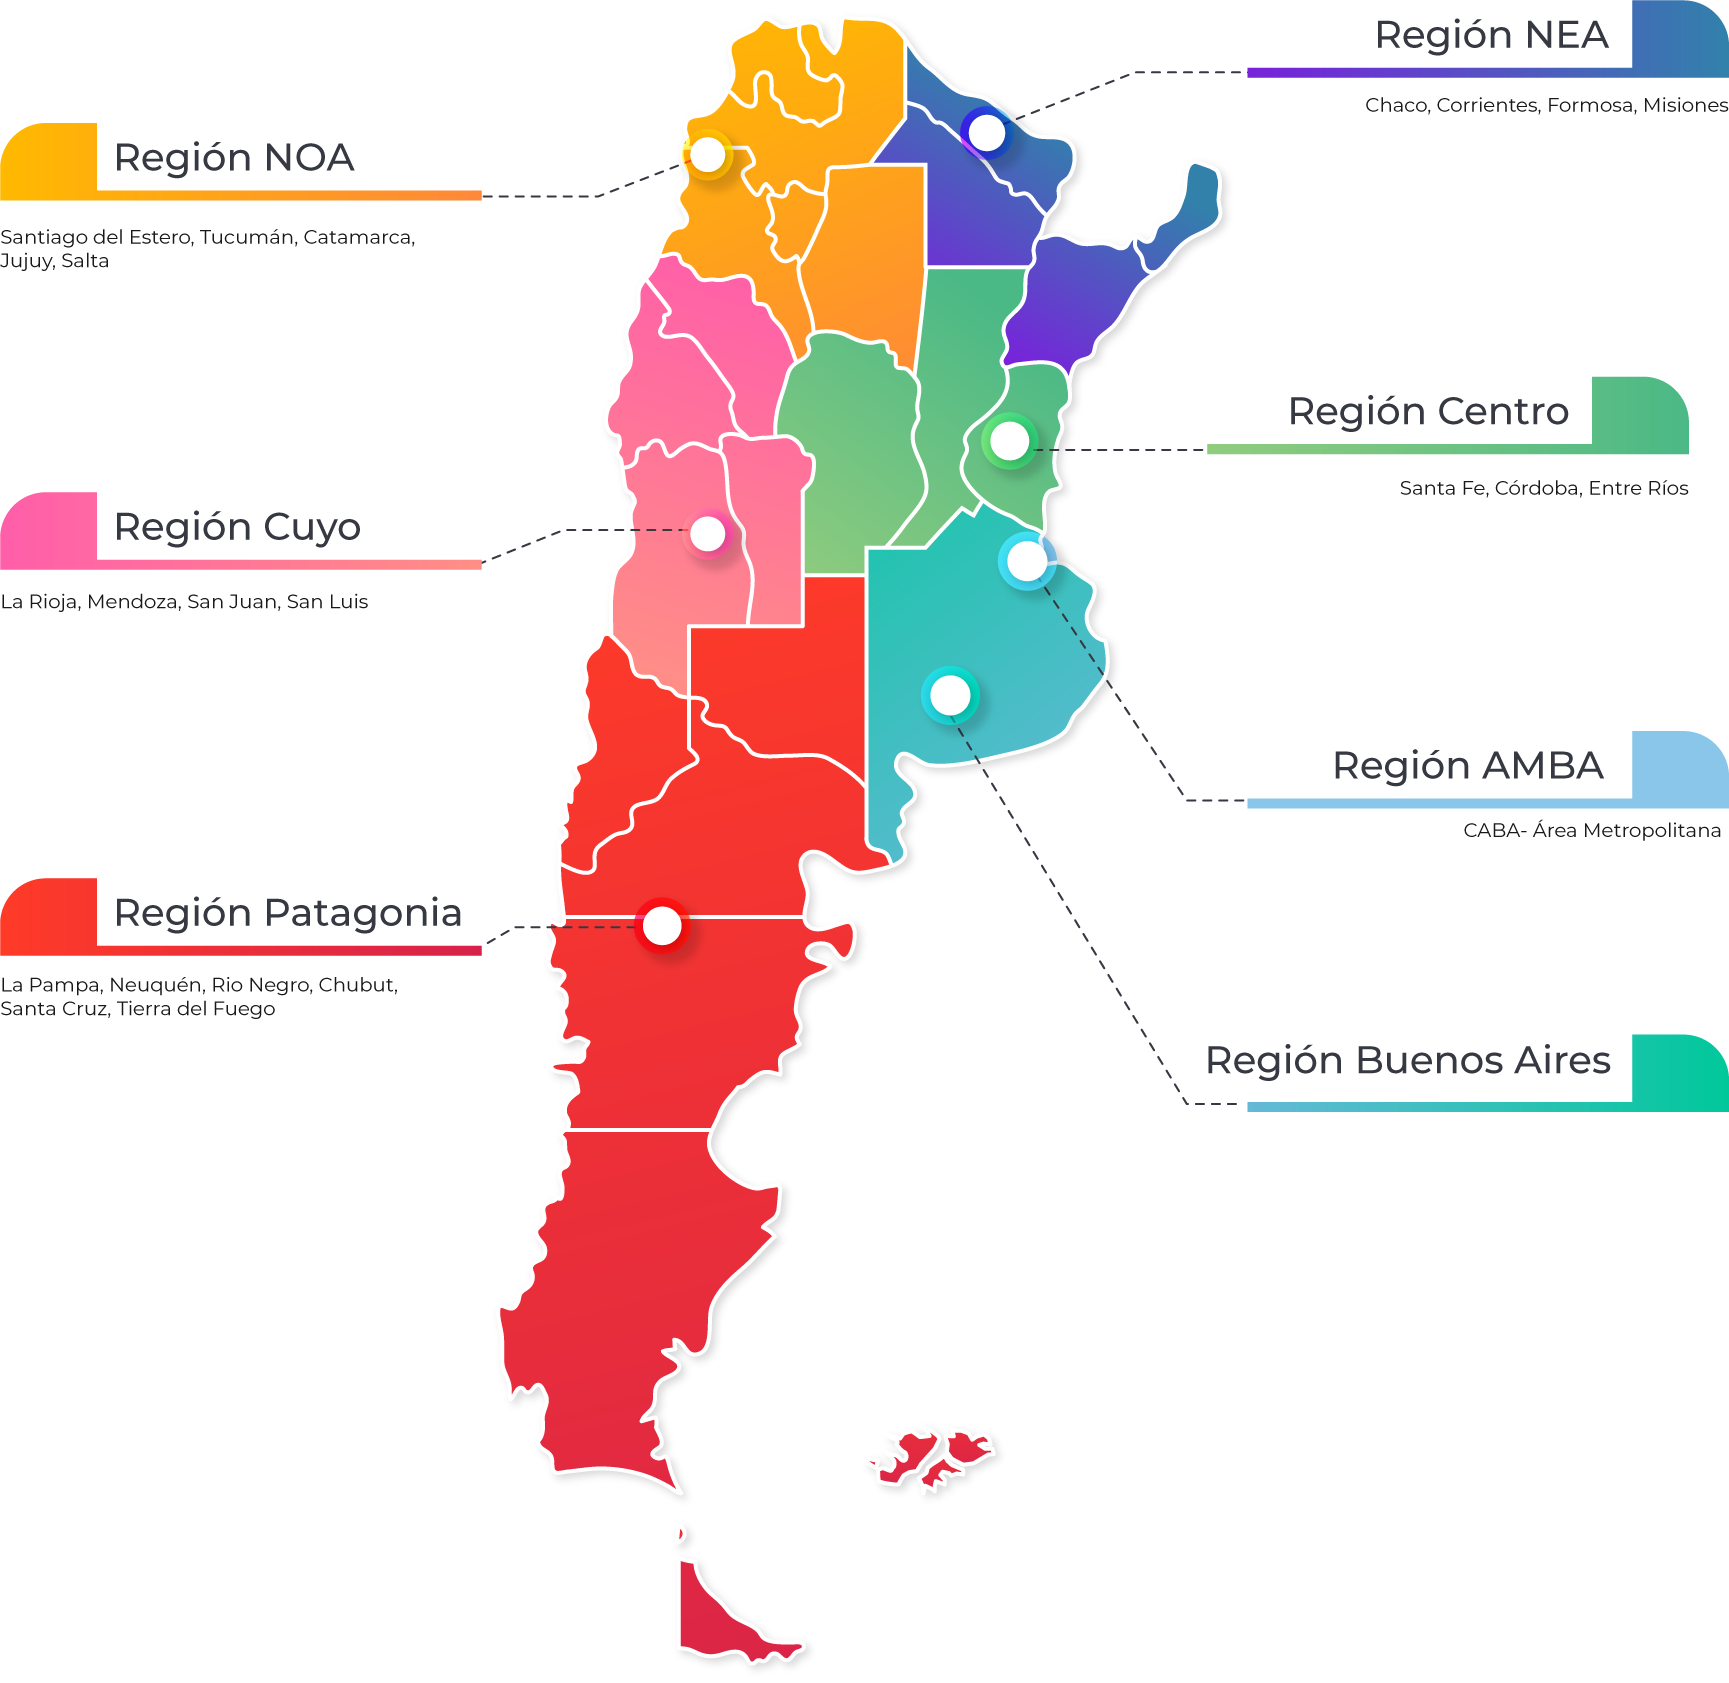 Región NEA
Chaco, Corrientes, Formosa, Misiones
Región NOA
Santiago del Estero, Tucumán, Catamarca,
Jujuy, Salta
Región Centro
Santa Fe, Córdoba, Entre Ríos
Región Cuyo
La Rioja, Mendoza, San Juan, San Luis
Región AMBA
CABA- Área Metropolitana
Región Patagonia
La Pampa, Neuquén, Rio Negro, Chubut,
Santa Cruz, Tierra del Fuego
Región Buenos Aires